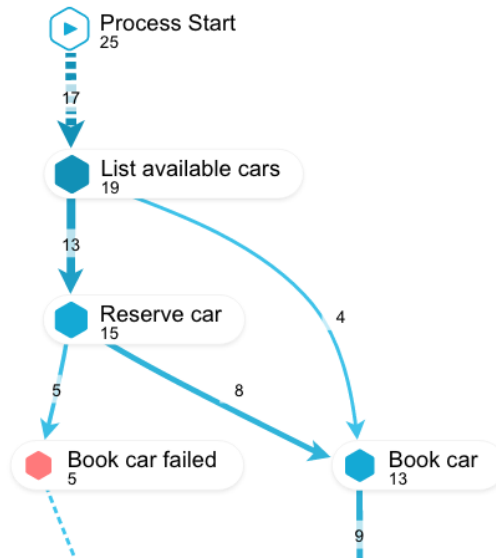 Process Start
25
17
List available cars
19
13
4
Reserve car
15
5
8
Book car failed
5
Book car
13
9